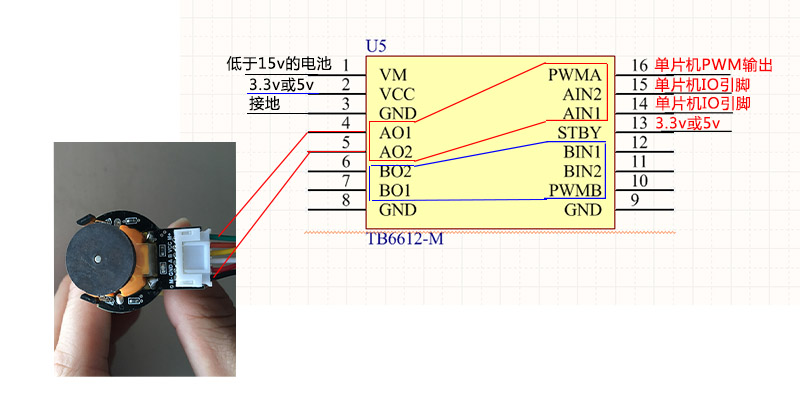 U5
低于15v的电池 1 VM PWMA 16 单片机PWM输出
3.3v或5v 2 VCC AIN2 15 单片机IO引脚
接地 3 GND AIN1 14 单片机IO引脚
4 AO1 STBY 13 3.3v或5v
5 AO2 BIN1 12
6 BO2 BIN2 11
7 BO1 PWMB 10
8 GND GND 9
TB6612-M
M- GND A B VCC M+